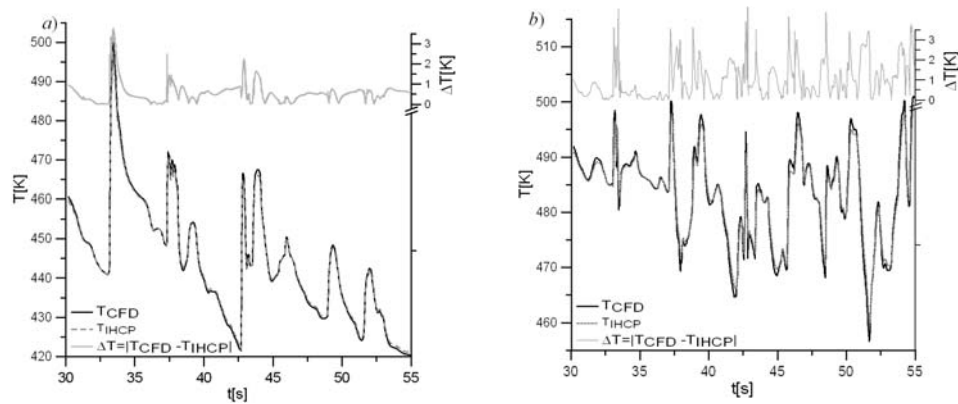 a)
500
490
480
470
460
450
440
430
420
T[K]
3
2
1
0
ΔT[K]
TCFD
TIHCP
ΔT=|TCFD -TIHCP|
30
35
40
45
50
55
t[s]
b)
510
500
490
480
470
460
T[K]
3
2
1
0
ΔT[K]
TCFD
TIHCP
ΔT=|TCFD -TIHCP|
30
35
40
45
50
55
t[s]